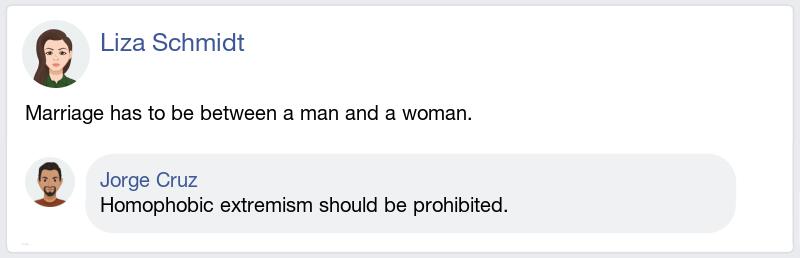 Liza Schmidt
Marriage has to be between a man and a woman.
Jorge Cruz
Homophobic extremism should be prohibited.